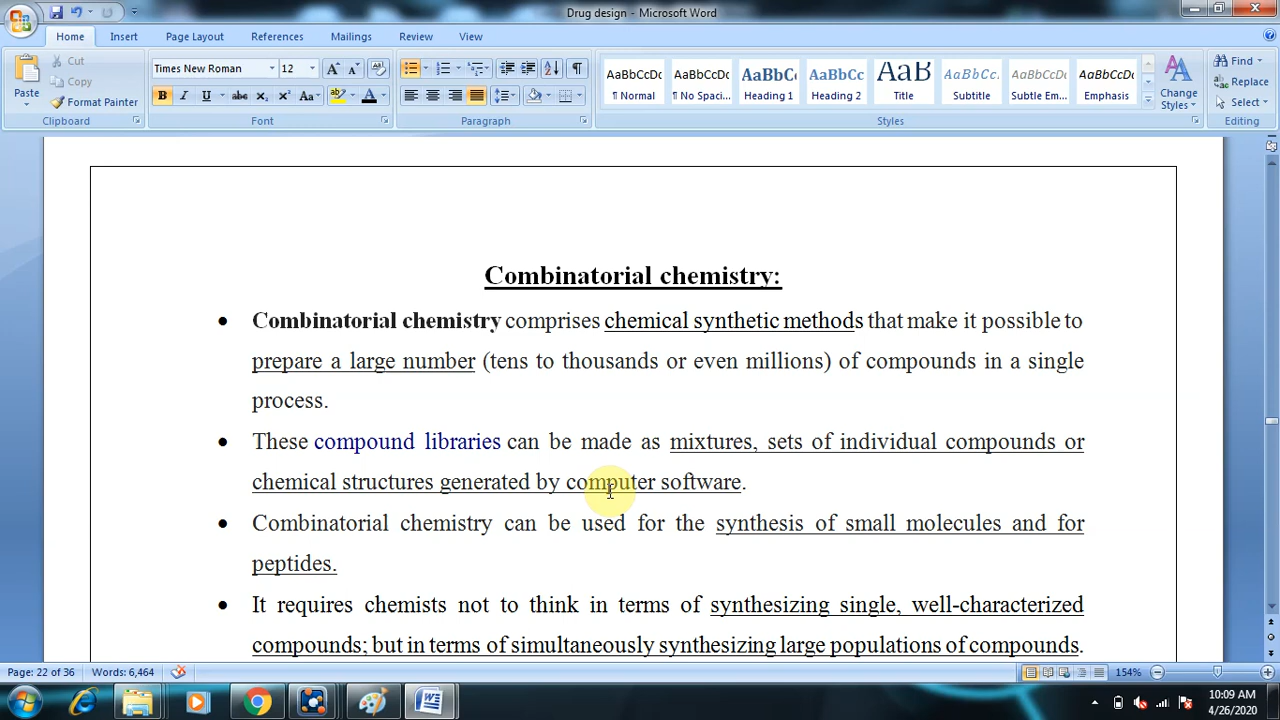 Drug design - Microsoft Word
Home Insert Page Layout References Mailings Review View
Paste
Cut
Copy
Format Painter
Clipboard
Times New Roman 12
B I U abc x₂ x² Aa A
Font
Paragraph
AaBbCcDc AaBbCcDc AaBbC AaBbCc AaB AaBbCc. AaBbCcDc AaBbCcDc
¶ Normal ¶ No Spaci... Heading 1 Heading 2 Title Subtitle Subtle Em... Emphasis
Styles
Change Styles
Find
Replace
Select
Editing
Combinatorial chemistry:
• Combinatorial chemistry comprises chemical synthetic methods that make it possible to
prepare a large number (tens to thousands or even millions) of compounds in a single
process.
• These compound libraries can be made as mixtures, sets of individual compounds or
chemical structures generated by computer software.
• Combinatorial chemistry can be used for the synthesis of small molecules and for
peptides.
• It requires chemists not to think in terms of synthesizing single, well-characterized
compounds; but in terms of simultaneously synthesizing large populations of compounds.
Page: 22 of 36 Words: 6,464 154%
10:09 AM
4/26/2020